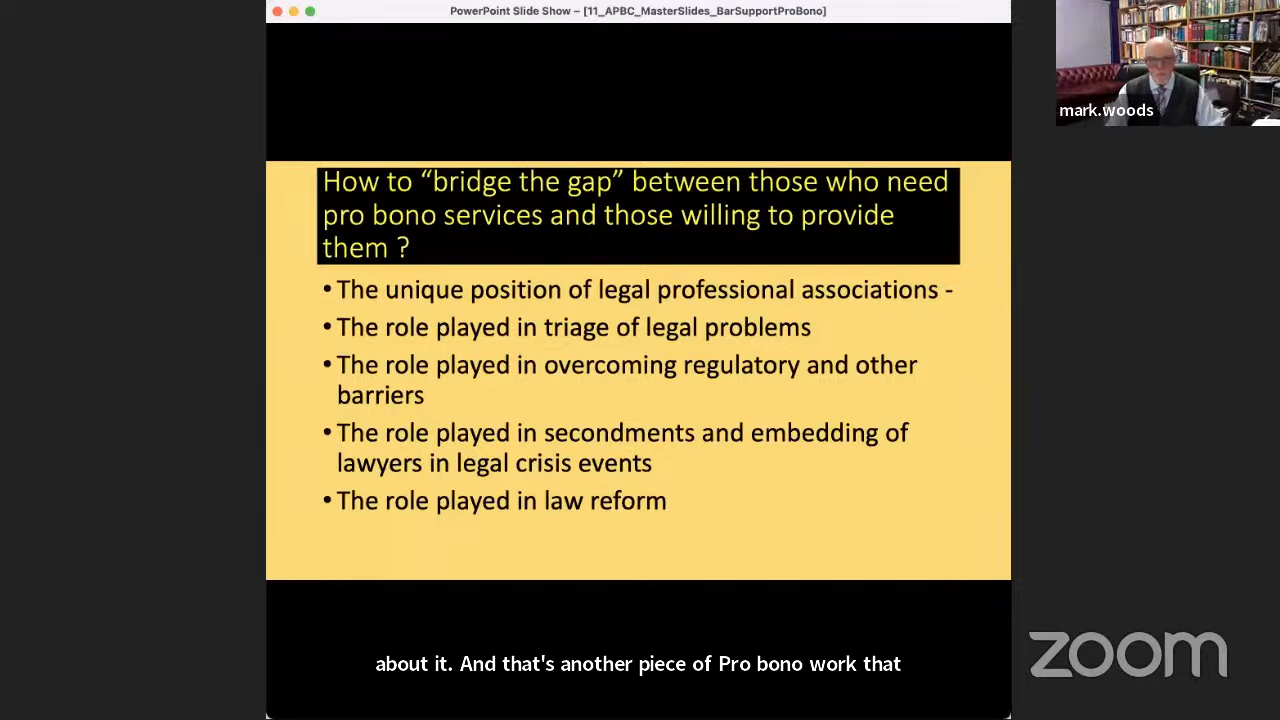 PowerPoint Slide Show – [11_APBC_MasterSlides_BarSupportProBono]
mark.woods
How to “bridge the gap” between those who need
pro bono services and those willing to provide
them ?
• The unique position of legal professional associations -
• The role played in triage of legal problems
• The role played in overcoming regulatory and other
barriers
• The role played in secondments and embedding of
lawyers in legal crisis events
• The role played in law reform
about it. And that's another piece of Pro bono work that
zoom